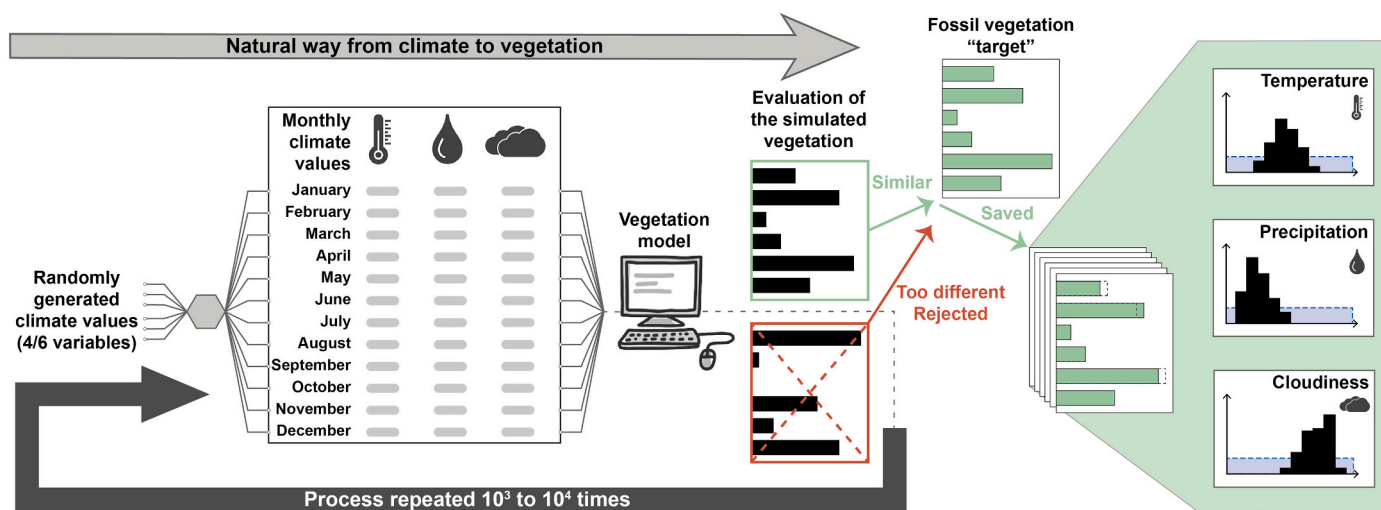 Natural way from climate to vegetation
Fossil vegetation
“target”
Monthly
climate
values
January
February
March
April
May
June
July
August
September
October
November
December
Randomly
generated
climate values
(4/6 variables)
Vegetation
model
Evaluation of
the simulated
vegetation
Similar
Saved
Too different
Rejected
Temperature
Precipitation
Cloudiness
Process repeated 10³ to 10⁴ times